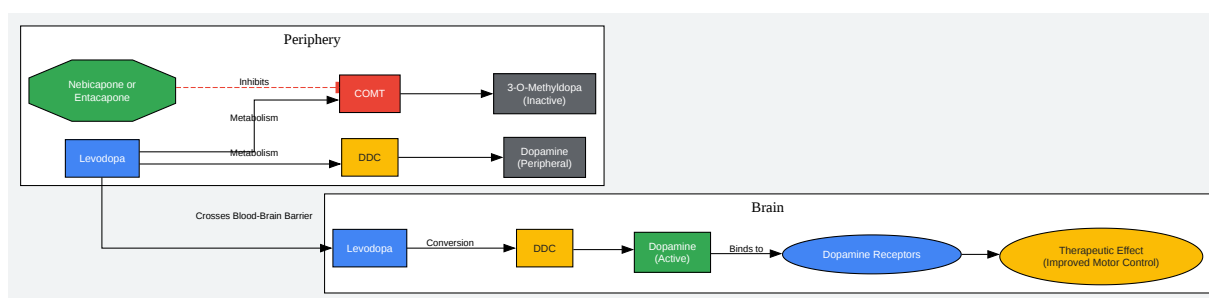 Periphery
Nebicapone or
Entacapone
Inhibits
COMT
3-O-Methyldopa
(Inactive)
Metabolism
Levodopa
Metabolism
DDC
Dopamine
(Peripheral)
Crosses Blood-Brain Barrier
Brain
Levodopa
Conversion
DDC
Dopamine
(Active)
Binds to
Dopamine Receptors
Therapeutic Effect
(Improved Motor Control)